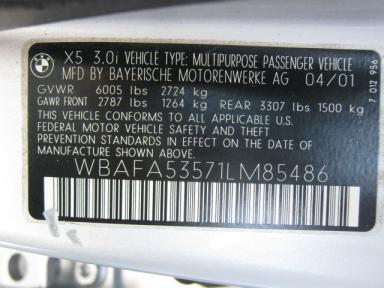 X5 3.0i VEHICLE TYPE: MULTIPURPOSE PASSENGER VEHICLE
MFD BY BAYERISCHE MOTORENWERKE AG 04/01
GVWR 6005 lbs 2724 kg
GAWR FRONT 2787 lbs 1264 kg REAR 3307 lbs 1500 kg
THIS VEHICLE CONFORMS TO ALL APPLICABLE U.S.
FEDERAL MOTOR VEHICLE SAFETY AND THEFT
PREVENTION STANDARDS IN EFFECT ON THE DATE
OF MANUFACTURE SHOWN ABOVE
WBAFA53571LM85486
7 012 956